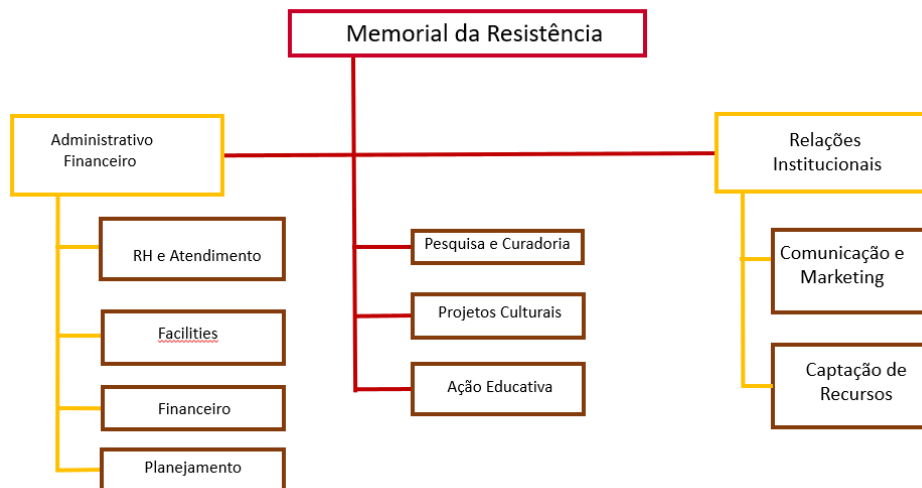 Memorial da Resistência
Administrativo
Financeiro
RH e Atendimento
Facilities
Financeiro
Planejamento
Pesquisa e Curadoria
Projetos Culturais
Ação Educativa
Relações
Institucionais
Comunicação e
Marketing
Captação de
Recursos